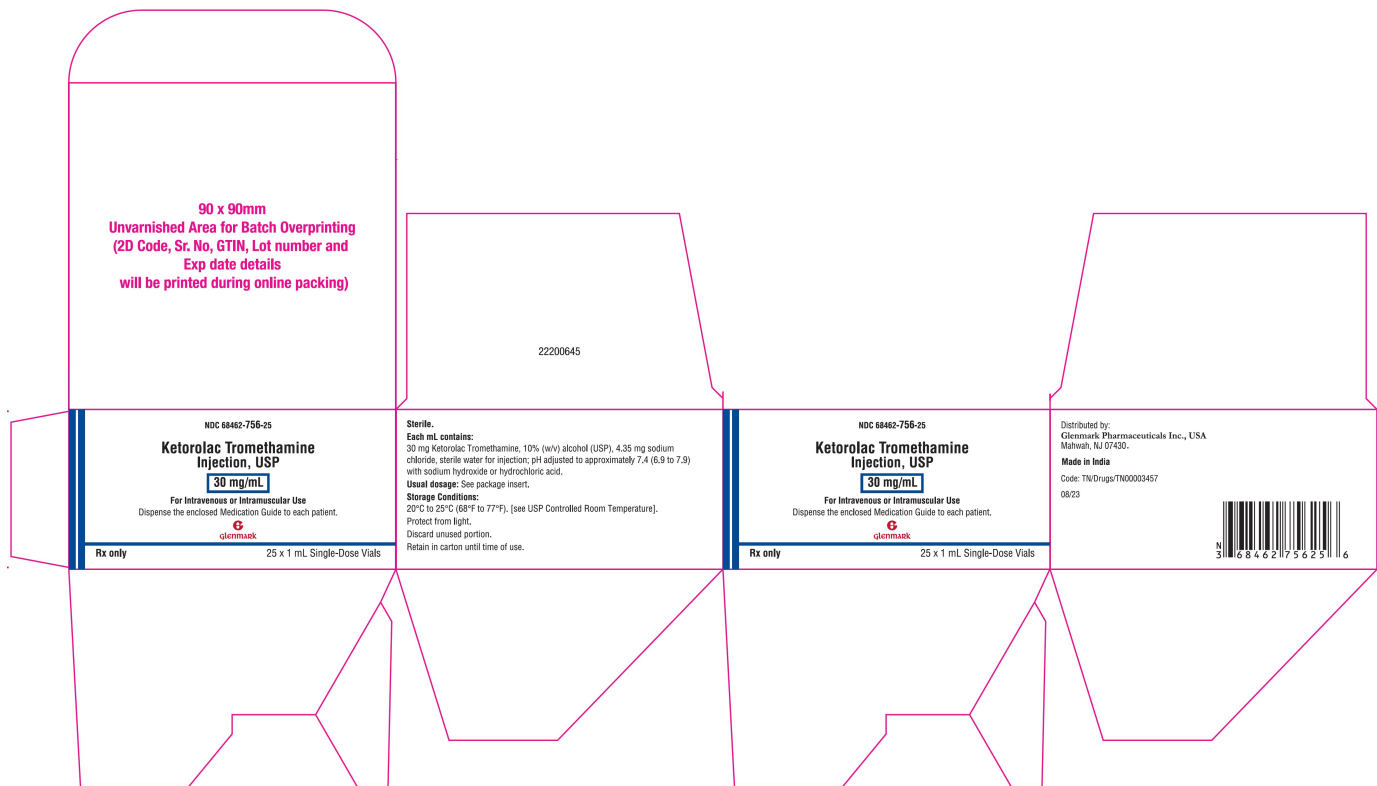 90 x 90mm
Unvarnished Area for Batch Overprinting
(2D Code, Sr. No, GTIN, Lot number and
Exp date details
will be printed during online packing)
22200645
NDC 68462-756-25
Ketorolac Tromethamine
Injection, USP
30 mg/mL
For Intravenous or Intramuscular Use
Dispense the enclosed Medication Guide to each patient.
glenmark
Rx only
25 x 1 mL Single-Dose Vials
Sterile.
Each mL contains:
30 mg Ketorolac Tromethamine, 10% (w/v) alcohol (USP), 4.35 mg sodium
chloride, sterile water for injection; pH adjusted to approximately 7.4 (6.9 to 7.9)
with sodium hydroxide or hydrochloric acid.
Usual dosage: See package insert.
Storage Conditions:
20°C to 25°C (68°F to 77°F). [see USP Controlled Room Temperature].
Protect from light.
Discard unused portion.
Retain in carton until time of use.
NDC 68462-756-25
Ketorolac Tromethamine
Injection, USP
30 mg/mL
For Intravenous or Intramuscular Use
Dispense the enclosed Medication Guide to each patient.
glenmark
Rx only
25 x 1 mL Single-Dose Vials
Distributed by:
Glenmark Pharmaceuticals Inc., USA
Mahwah, NJ 07430.
Made in India
Code: TN/Drugs/TN00003457
08/23
N
3 68462 75625 6